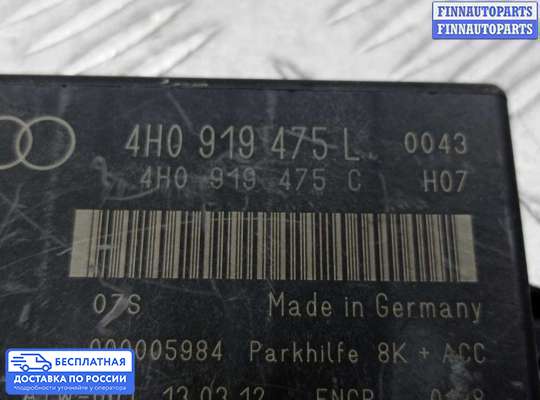 FINNAUTOPARTS
FINNAUTOPARTS
4H0 919 475 L 0043
4H0 919 475 C H07
07S Made in Germany
000005984 Parkhilfe 8K + ACC
13.03.12
БЕСПЛАТНАЯ
ДОСТАВКА
ПО РОССИИ